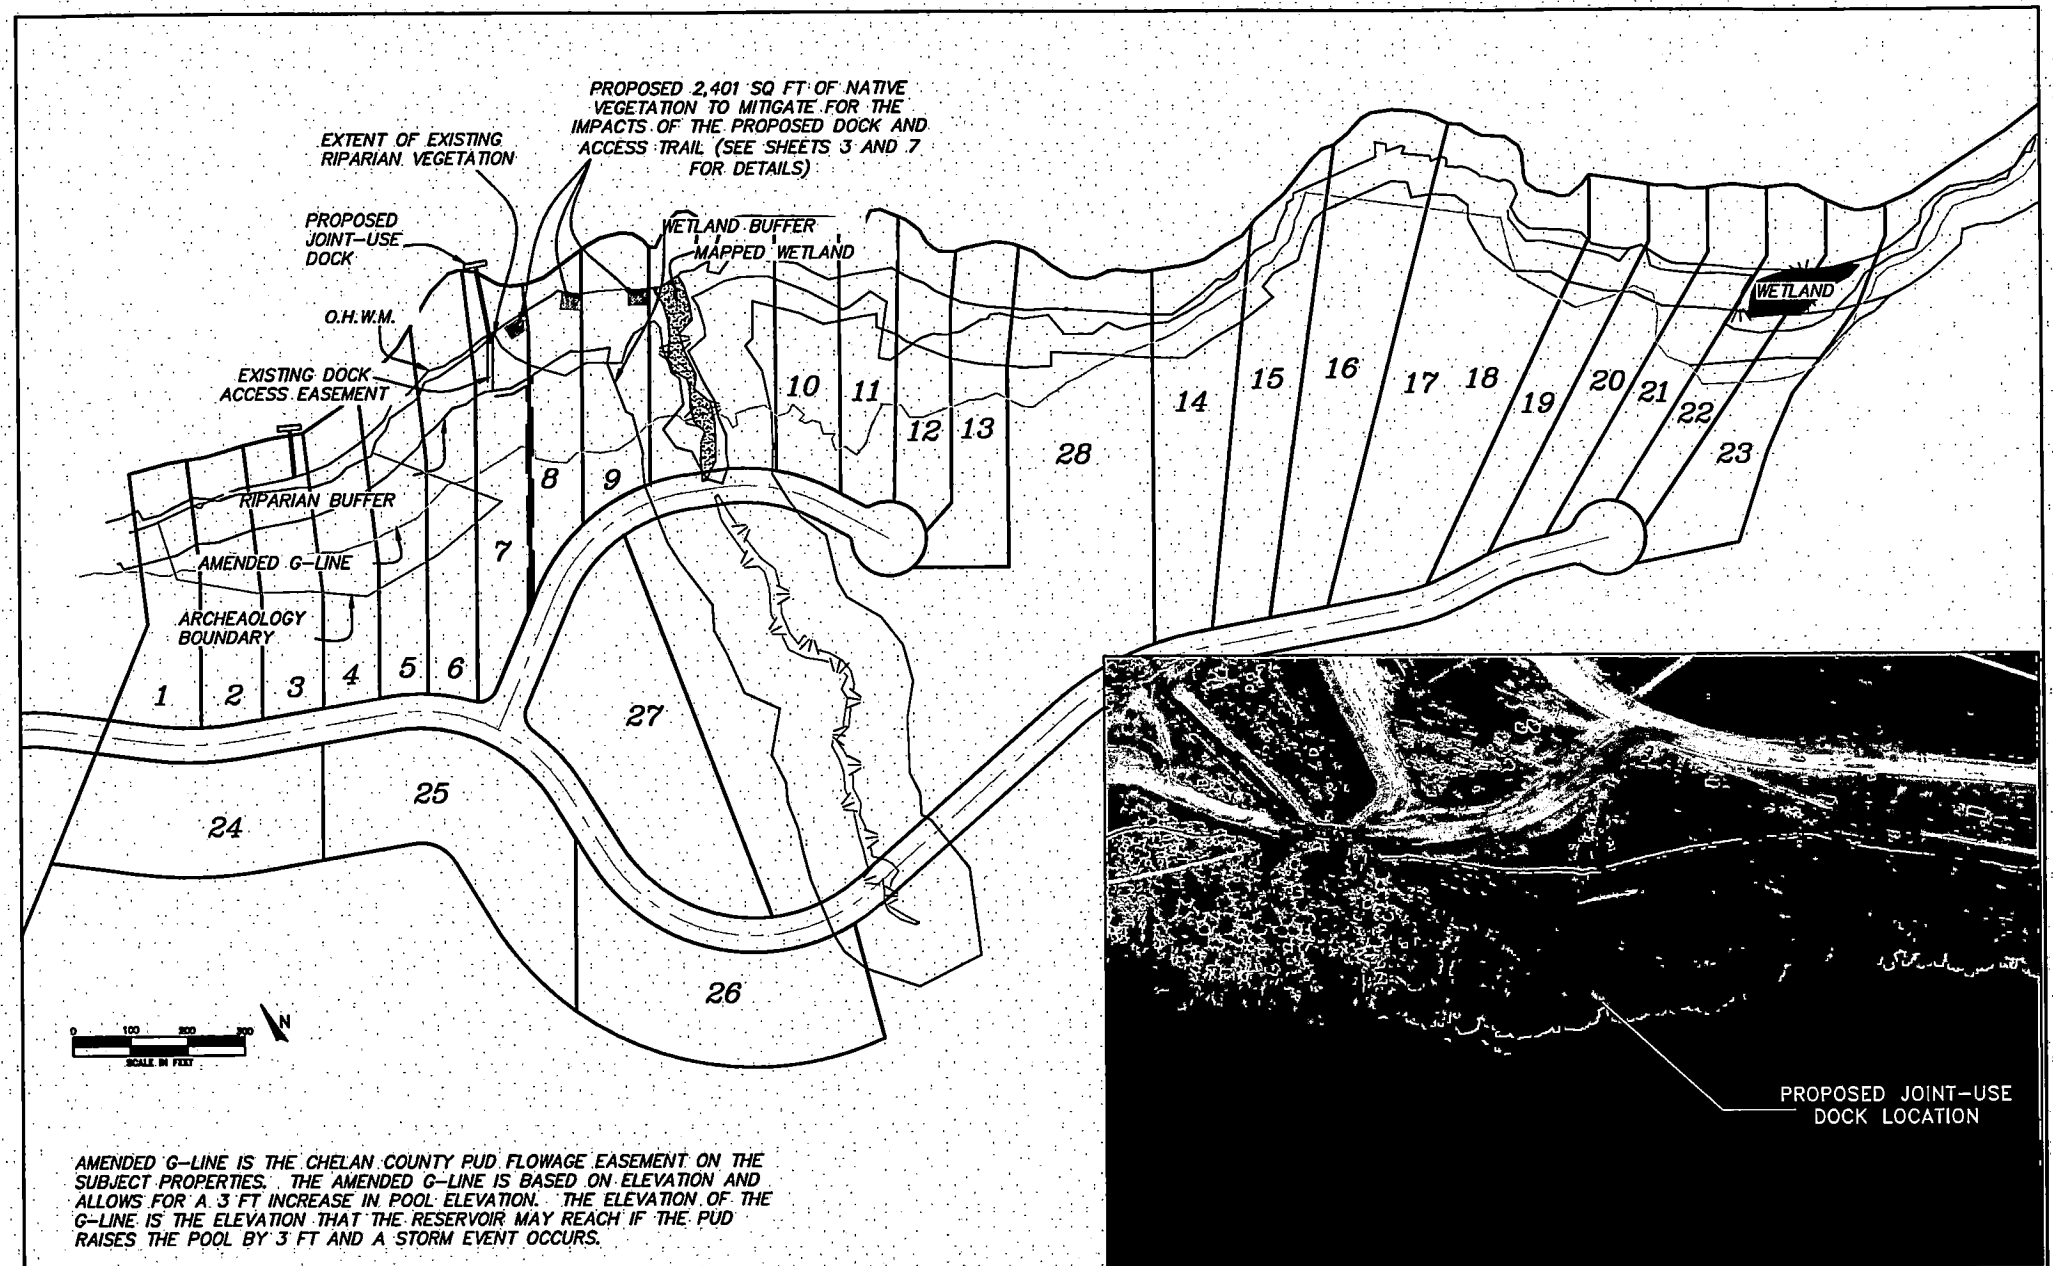 PROPOSED 2,401 SQ FT OF NATIVE
VEGETATION TO MITIGATE FOR THE
IMPACTS OF THE PROPOSED DOCK AND
ACCESS TRAIL (SEE SHEETS 3 AND 7
FOR DETAILS)
EXTENT OF EXISTING
RIPARIAN VEGETATION
PROPOSED
JOINT-USE
DOCK
WETLAND BUFFER
MAPPED WETLAND
O.H.W.M.
EXISTING DOCK
ACCESS EASEMENT
WETLAND
RIPARIAN BUFFER
AMENDED G-LINE
ARCHEAOLOGY
BOUNDARY
1
2
3
4
5
6
7
8
9
10
11
12
13
28
14
15
16
17
18
19
20
21
22
23
24
25
26
27
0 100 200 300
SCALE IN FEET
N
PROPOSED JOINT-USE
DOCK LOCATION
AMENDED G-LINE IS THE CHELAN COUNTY PUD FLOWAGE EASEMENT ON THE
SUBJECT PROPERTIES. THE AMENDED G-LINE IS BASED ON ELEVATION AND
ALLOWS FOR A 3 FT INCREASE IN POOL ELEVATION. THE ELEVATION OF THE
G-LINE IS THE ELEVATION THAT THE RESERVOIR MAY REACH IF THE PUD
RAISES THE POOL BY 3 FT AND A STORM EVENT OCCURS.